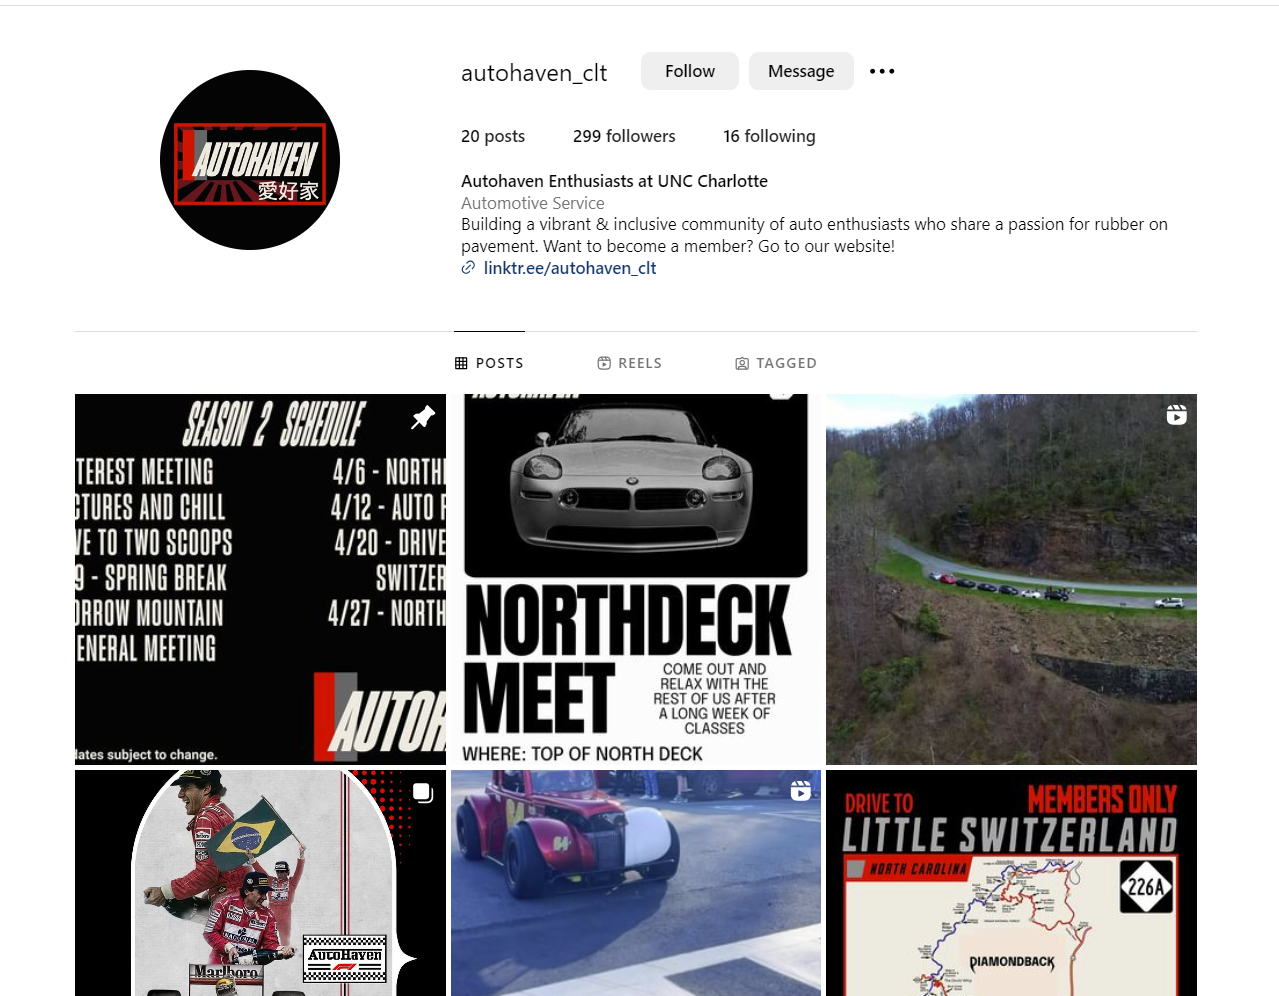 autohaven_clt
Follow
Message
20 posts
299 followers
16 following
AUTOHAVEN
愛好家
Autohaven Enthusiasts at UNC Charlotte
Automotive Service
Building a vibrant & inclusive community of auto enthusiasts who share a passion for rubber on
pavement. Want to become a member? Go to our website!
linktr.ee/autohaven_clt
POSTS
REELS
TAGGED
SEASON 2 SCHEDULE
TEREST MEETING
CTURES AND CHILL
VE TO TWO SCOOPS
9 - SPRING BREAK
ORROW MOUNTAIN
ENERAL MEETING
4/6 - NORTH
4/12 - AUTO
4/20 - DRIVE
SWITZER
4/27 - NORTH
AUTOH
dates subject to change.
NORTHDECK
MEET
COME OUT AND
RELAX WITH THE
REST OF US AFTER
A LONG WEEK OF
CLASSES
WHERE: TOP OF NORTH DECK
AutoHaven
Marlboro
DRIVE TO
MEMBERS ONLY
LITTLE SWITZERLAND
NORTH CAROLINA
226A
DIAMONDBACK